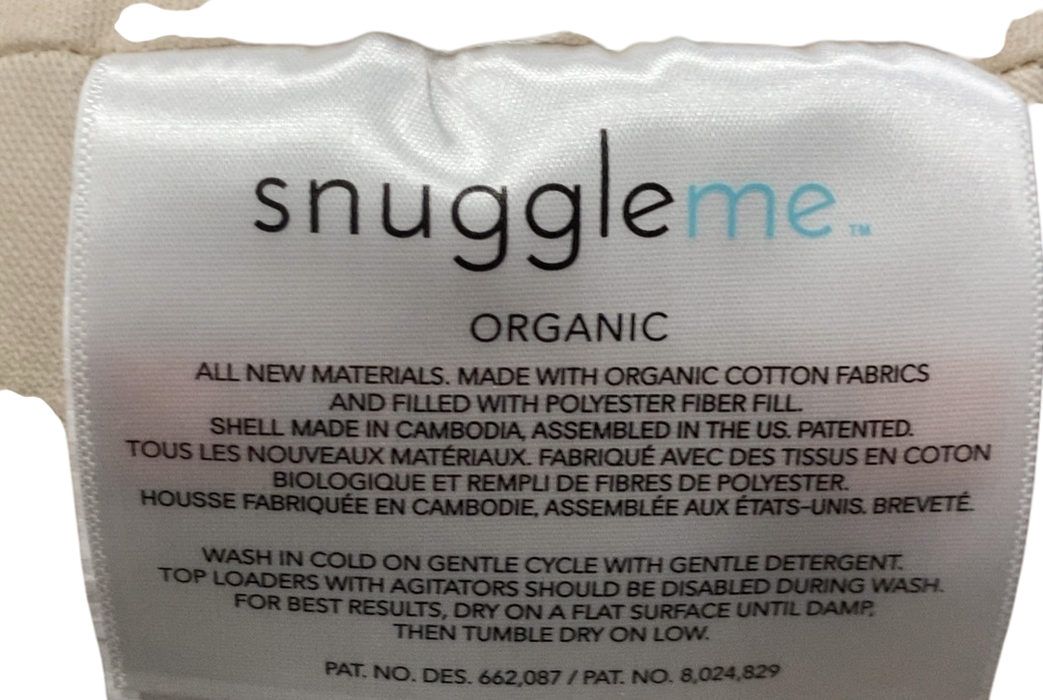 snuggleme™
ORGANIC
ALL NEW MATERIALS. MADE WITH ORGANIC COTTON FABRICS
AND FILLED WITH POLYESTER FIBER FILL.
SHELL MADE IN CAMBODIA, ASSEMBLED IN THE US. PATENTED.
TOUS LES NOUVEAUX MATÉRIAUX. FABRIQUÉ AVEC DES TISSUS EN COTON
BIOLOGIQUE ET REMPLI DE FIBRES DE POLYESTER.
HOUSSE FABRIQUÉE EN CAMBODIE, ASSEMBLÉE AUX ÉTATS-UNIS. BREVETÉ.
WASH IN COLD ON GENTLE CYCLE WITH GENTLE DETERGENT.
TOP LOADERS WITH AGITATORS SHOULD BE DISABLED DURING WASH.
FOR BEST RESULTS, DRY ON A FLAT SURFACE UNTIL DAMP,
THEN TUMBLE DRY ON LOW.
PAT. NO. DES. 662,087 / PAT. NO. 8,024,829